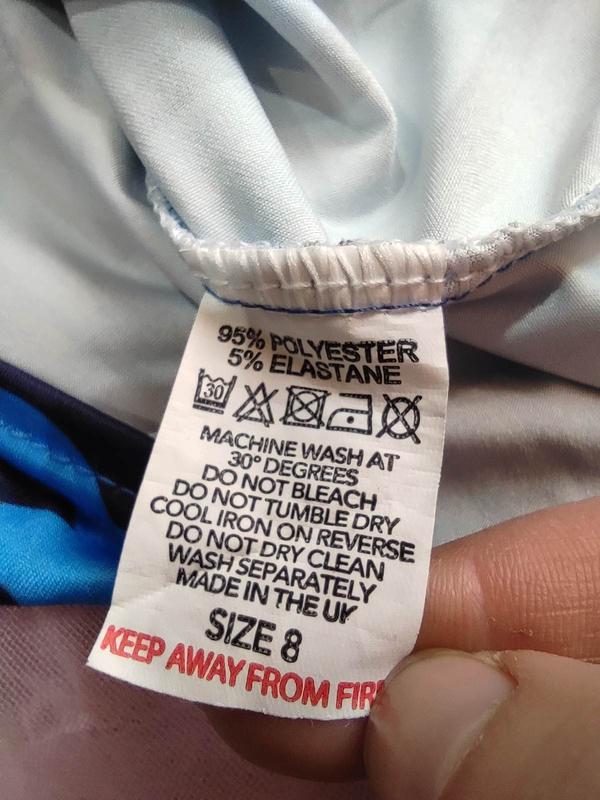 95% POLYESTER
5% ELASTANE
30
MACHINE WASH AT
30° DEGREES
DO NOT BLEACH
DO NOT TUMBLE DRY
COOL IRON ON REVERSE
DO NOT DRY CLEAN
WASH SEPARATELY
MADE IN THE UK
SIZE 8
KEEP AWAY FROM FIRE